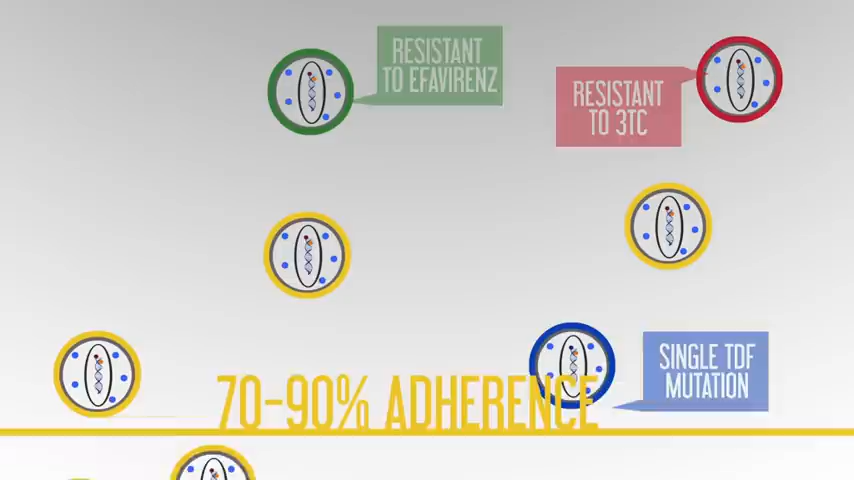 RESISTANT
TO EFAVIRENZ
RESISTANT
TO 3TC
SINGLE TDF
MUTATION
70-90% ADHERENCE